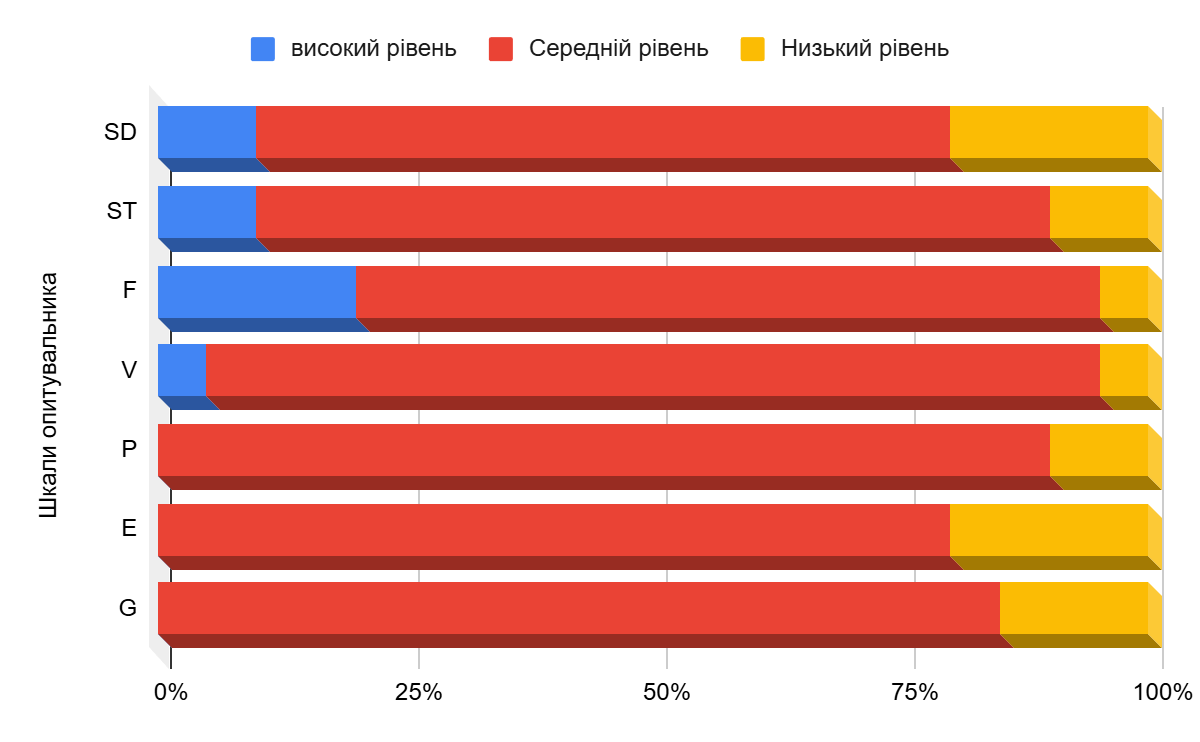 високий рівень
Середній рівень
Низький рівень
Шкали опитувальника
SD
ST
F
V
P
E
G
0%
25%
50%
75%
100%